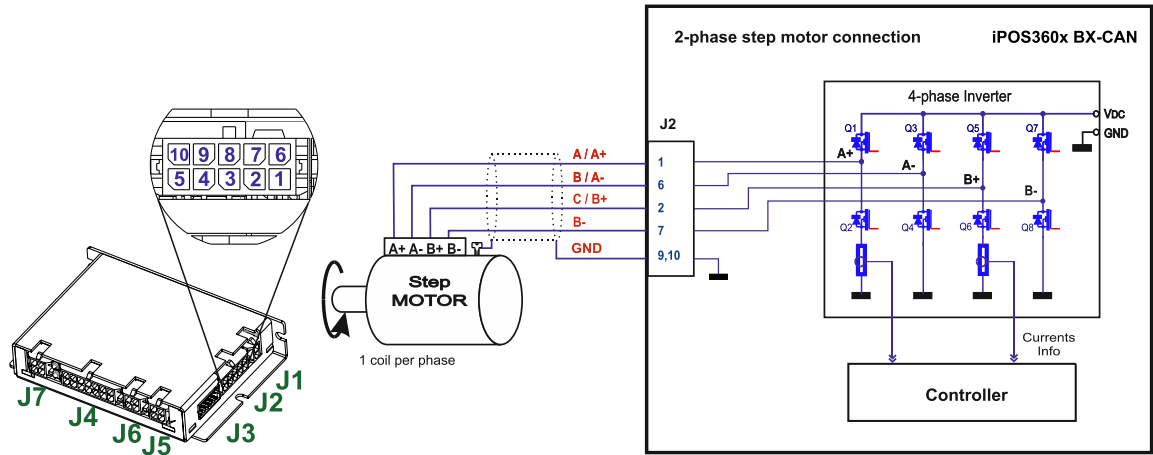 2-phase step motor connection
iPOS360x BX-CAN
4-phase Inverter
VDC
GND
Q1
Q3
Q5
Q7
A+
A-
B+
B-
Q2
Q4
Q6
Q8
J2
A / A+
1
B / A-
6
C / B+
2
B-
7
GND
9,10
10 9 8 7 6
5 4 3 2 1
A+ A- B+ B-
Step
MOTOR
1 coil per phase
Currents
Info
Controller
J1
J2
J3
J7
J4
J6
J5